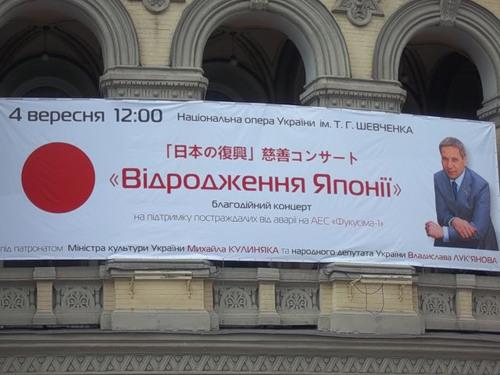 4 вересня 12:00 Національна опера України ім. Т. Г. ШЕВЧЕНКА
「日本の復興」慈善コンサート
«Відродження Японії»
благодійний концерт
на підтримку постраждалих від аварії на АЕС «Фукусіма-1»
під патронатом Міністра культури України Михайла КУЛИНЯКА та народного депутата України Владислава ЛУК'ЯНОВА